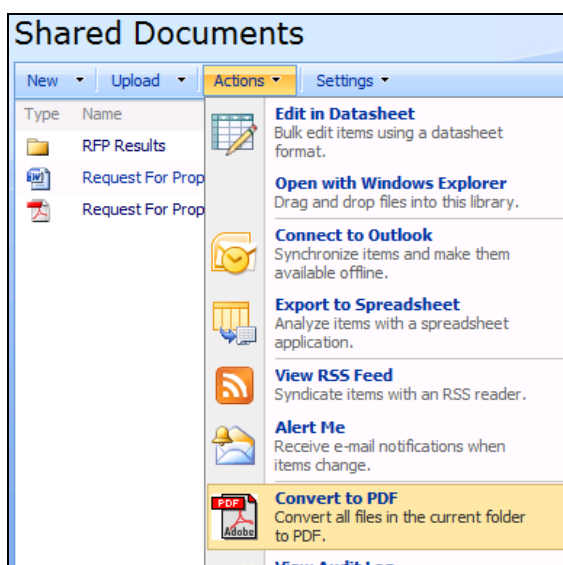 Shared Documents
New Upload Actions Settings
Type Name
RFP Results
Request For Prop
Request For Prop
Edit in Datasheet
Bulk edit items using a datasheet
format.
Open with Windows Explorer
Drag and drop files into this library.
Connect to Outlook
Synchronize items and make them
available offline.
Export to Spreadsheet
Analyze items with a spreadsheet
application.
View RSS Feed
Syndicate items with an RSS reader.
Alert Me
Receive e-mail notifications when
items change.
PDF
Adobe
Convert to PDF
Convert all files in the current folder
to PDF.
View Audit Log